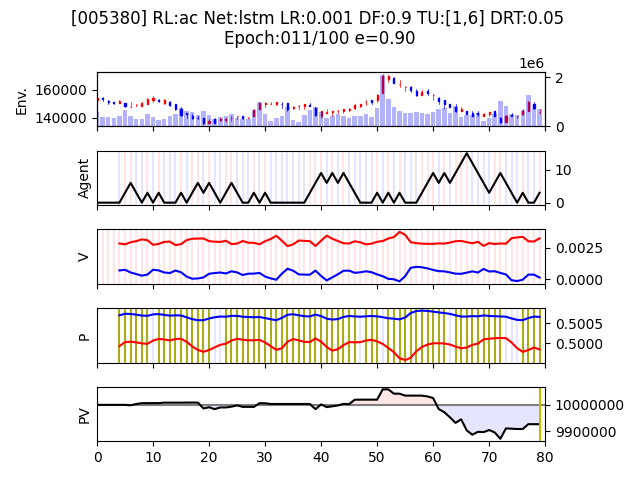 [005380] RL:ac Net:lstm LR:0.001 DF:0.9 TU:[1,6] DRT:0.05
Epoch:011/100 e=0.90
1e6
Env.
160000
140000
2
0
Agent
10
0
V
0.0025
0.0000
P
0.5005
0.5000
PV
10000000
9900000
0 10 20 30 40 50 60 70 80